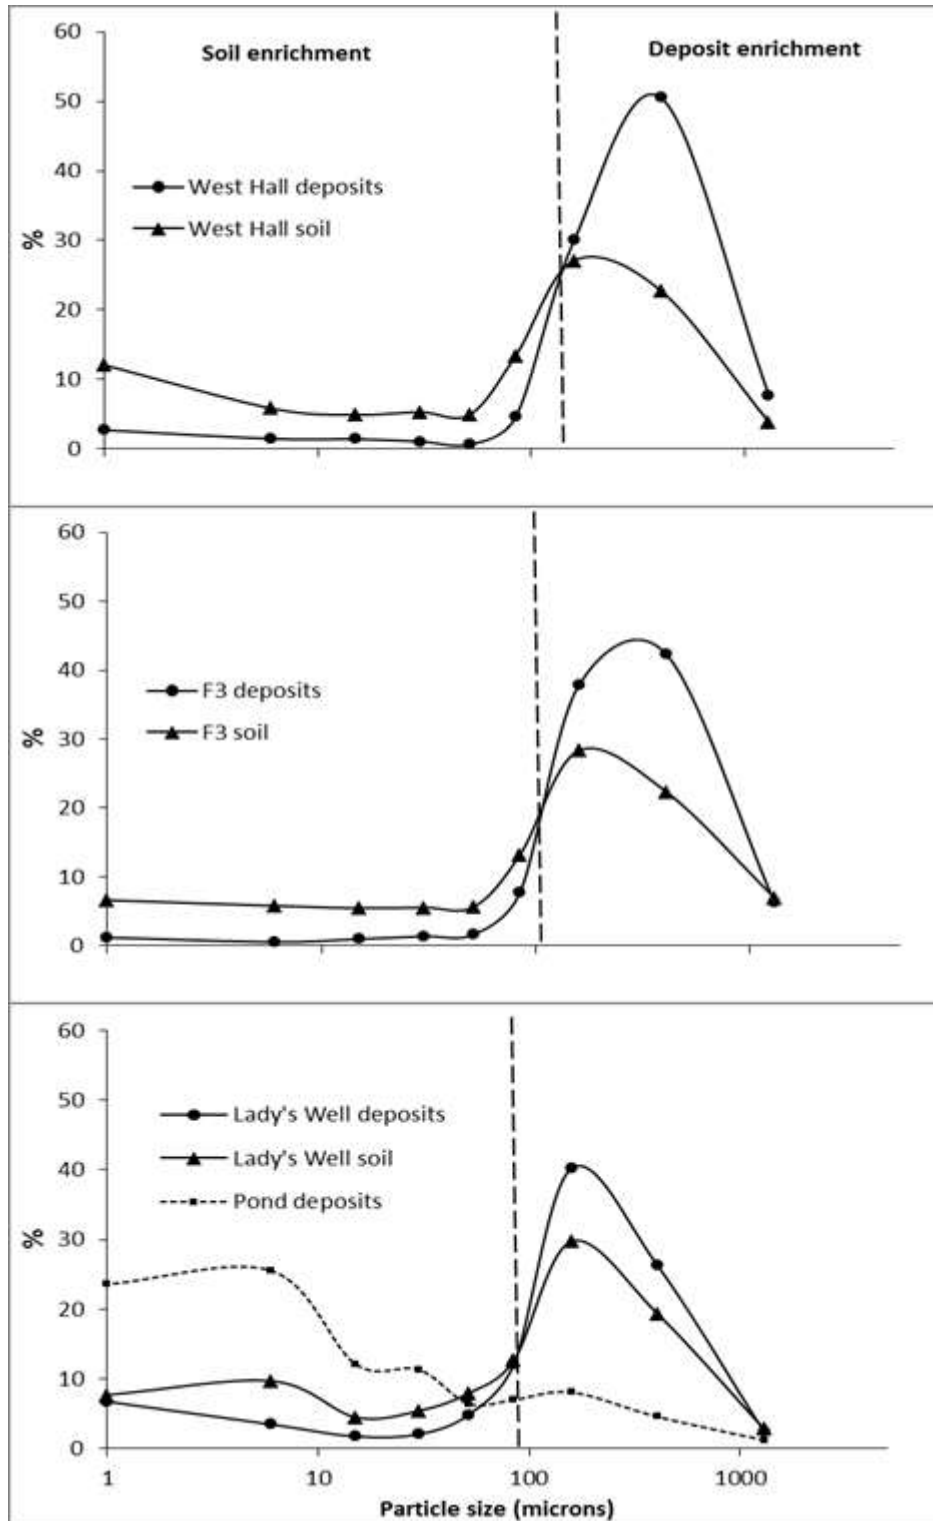 60
Soil enrichment
Deposit enrichment
50
40
West Hall deposits
West Hall soil
30
%
20
10
0
60
50
40
F3 deposits
F3 soil
30
%
20
10
0
60
50
Lady's Well deposits
40
Lady's Well soil
Pond deposits
30
%
20
10
0
1 10 100 1000
Particle size (microns)